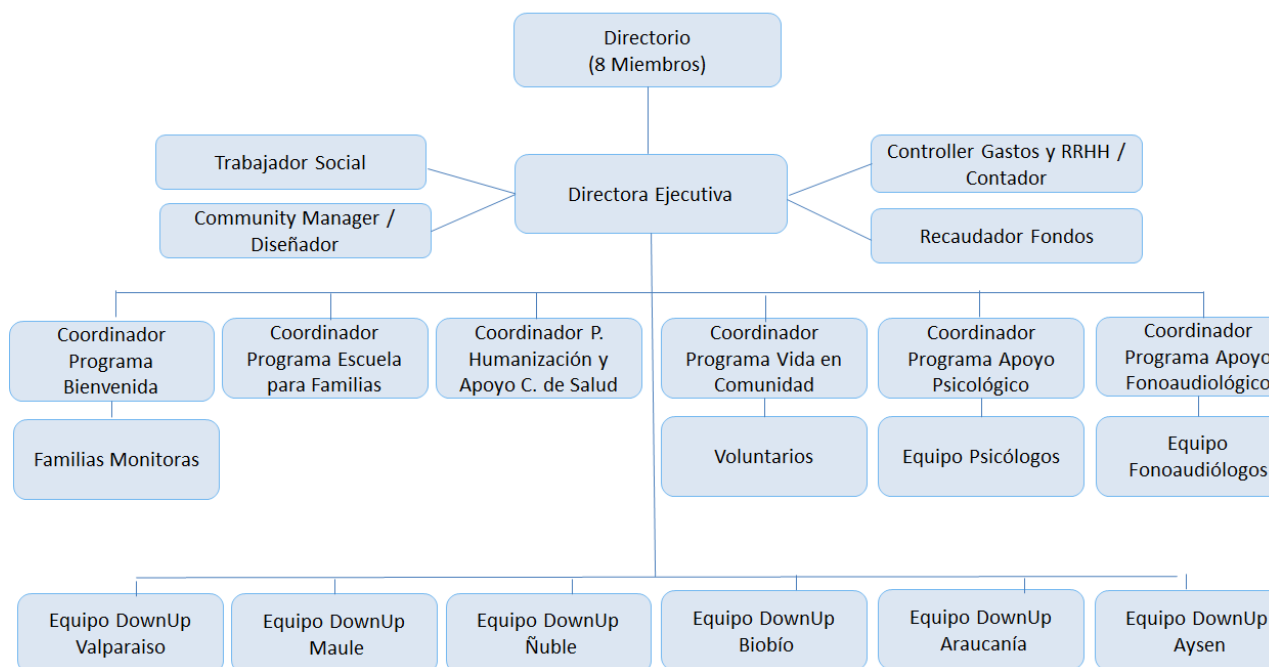 Directorio
(8 Miembros)
Trabajador Social
Community Manager /
Diseñador
Directora Ejecutiva
Controller Gastos y RRHH /
Contador
Recaudador Fondos
Coordinador
Programa
Bienvenida
Coordinador
Programa Escuela
para Familias
Coordinador P.
Humanización y
Apoyo C. de Salud
Coordinador
Programa Vida en
Comunidad
Coordinador
Programa Apoyo
Psicológico
Coordinador
Programa Apoyo
Fonoaudiológico
Familias Monitoras
Voluntarios
Equipo Psicólogos
Equipo
Fonoaudiólogos
Equipo DownUp
Valparaiso
Equipo DownUp
Maule
Equipo DownUp
Ñuble
Equipo DownUp
Biobío
Equipo DownUp
Araucanía
Equipo DownUp
Aysen